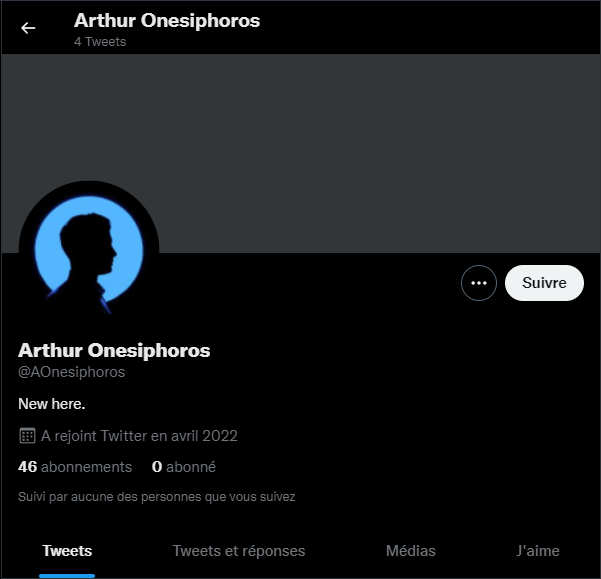 Arthur Onesiphoros
4 Tweets
Suivre
Arthur Onesiphoros
@AOnesiphoros
New here.
A rejoint Twitter en avril 2022
46 abonnements 0 abonné
Suivi par aucune des personnes que vous suivez
Tweets Tweets et réponses Médias J'aime